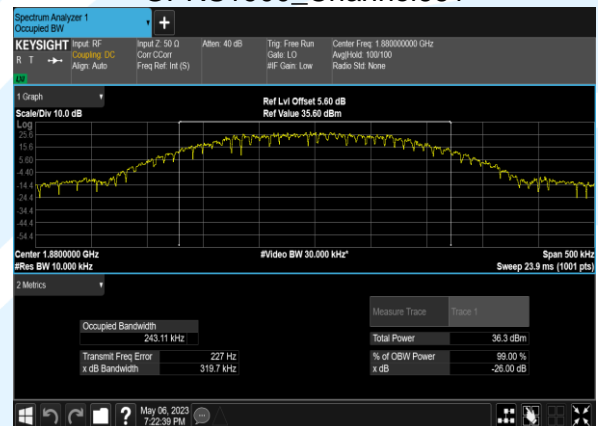 Spectrum Analyzer 1
Occupied BW
KEYSIGHT
R T
LXI
Input: RF
Coupling: DC
Align: Auto
Input Z: 50 Ω
Corr CCorr
Freq Ref: Int (S)
Atten: 40 dB
Trig: Free Run
Gate: LO
#IF Gain: Low
Center Freq: 1.880000000 GHz
Avg|Hold: 100/100
Radio Std: None
1 Graph
Scale/Div 10.0 dB
Ref Lvl Offset 5.60 dB
Ref Value 35.60 dBm
Log
25.6
15.6
5.60
-4.40
-14.4
-24.4
-34.4
-44.4
-54.4
Center 1.8800000 GHz
#Res BW 10.000 kHz
#Video BW 30.000 kHz*
Span 500 kHz
Sweep 23.9 ms (1001 pts)
2 Metrics
Measure Trace Trace 1
Occupied Bandwidth
243.11 kHz
Total Power 36.3 dBm
Transmit Freq Error 227 Hz
% of OBW Power 99.00 %
x dB Bandwidth 319.7 kHz
x dB -26.00 dB
?
May 06, 2023
7:22:39 PM